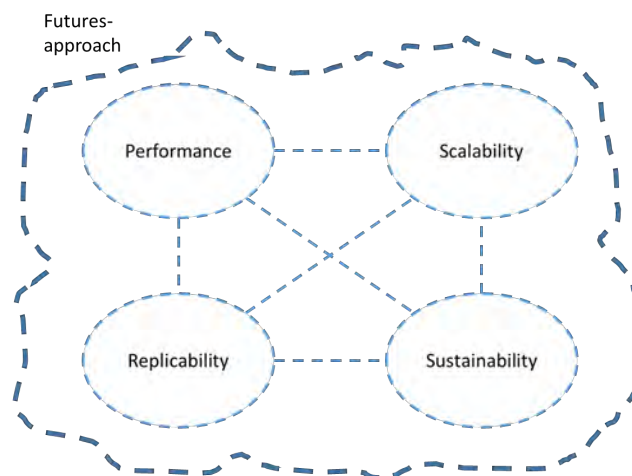 Futures-
approach
Performance
Scalability
Replicability
Sustainability